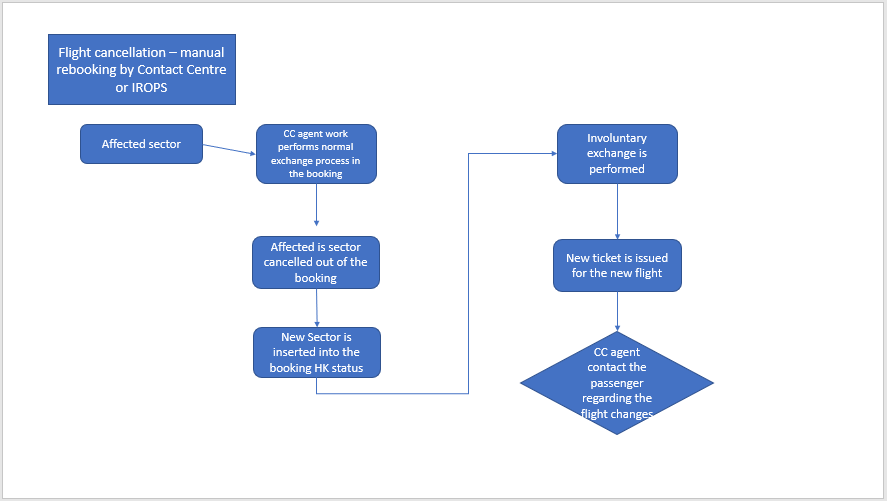 Flight cancellation – manual
rebooking by Contact Centre
or IROPS
Affected sector
CC agent work
performs normal
exchange process in
the booking
Affected is sector
cancelled out of the
booking
New Sector is
inserted into the
booking HK status
Involuntary
exchange is
performed
New ticket is issued
for the new flight
CC agent
contact the
passenger
regarding the
flight changes